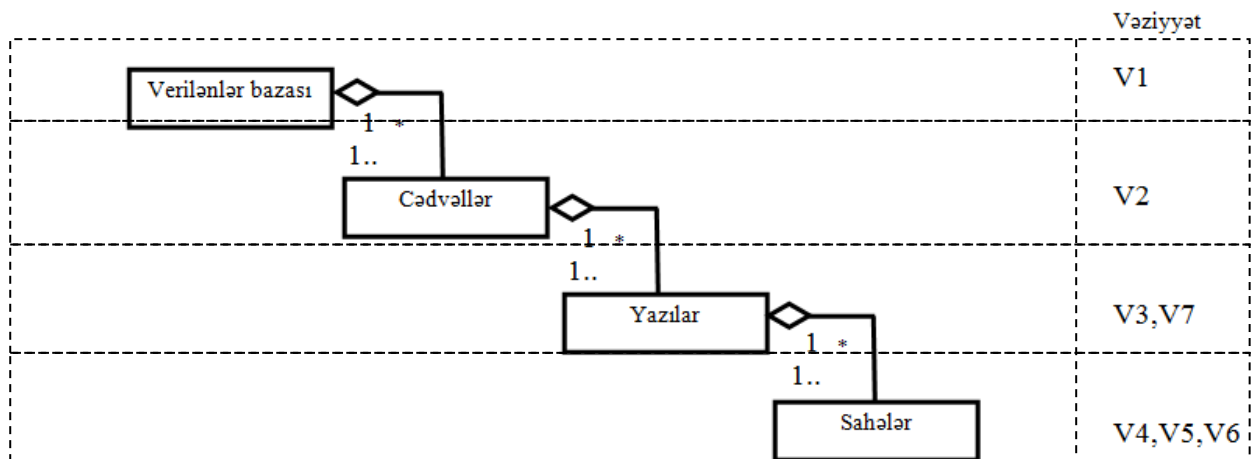 Vəziyyət
Verilənlər bazası
V1
1 *
1..
Cədvəllər
V2
1 *
1..
Yazılar
V3,V7
1 *
1..
Sahələr
V4,V5,V6